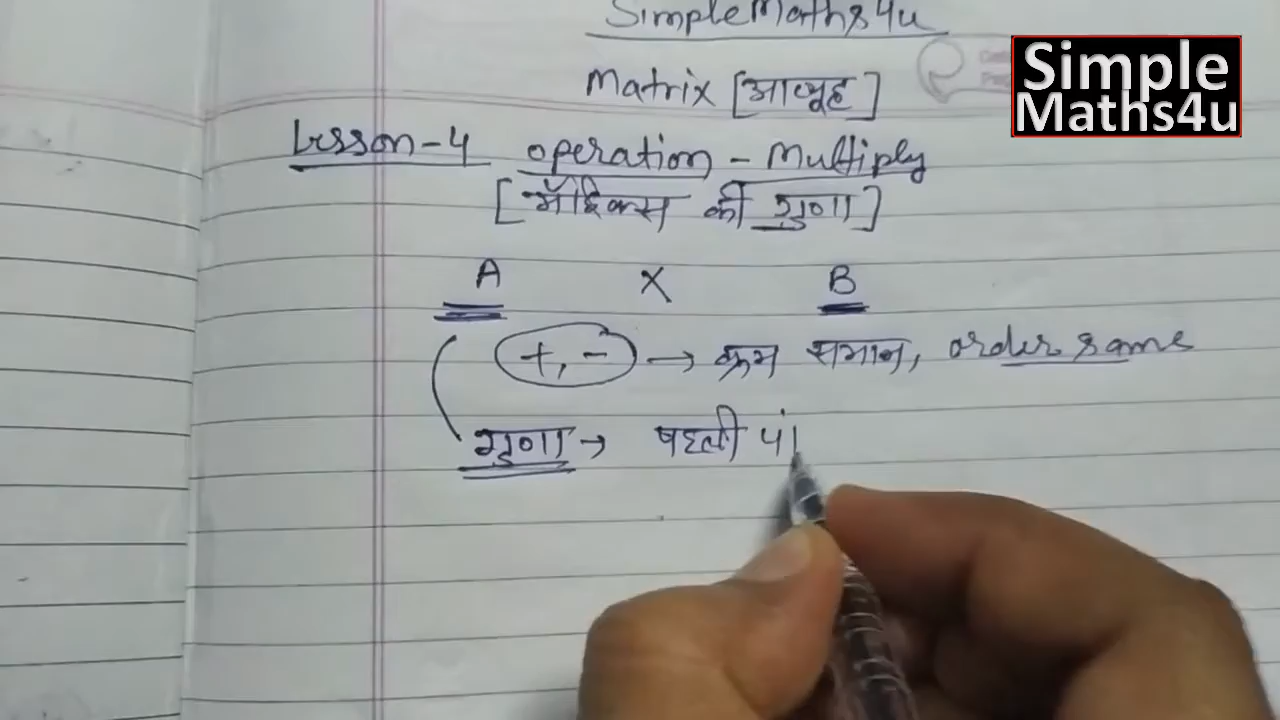 SimpleMaths4u
Simple
Maths4u
Matrix [आव्यूह]
Lesson-4 operation - Multiply
[मैट्रिक्स की गुणा]
A X B
+, - → क्रम समान, order same
गुणा → पहली पं